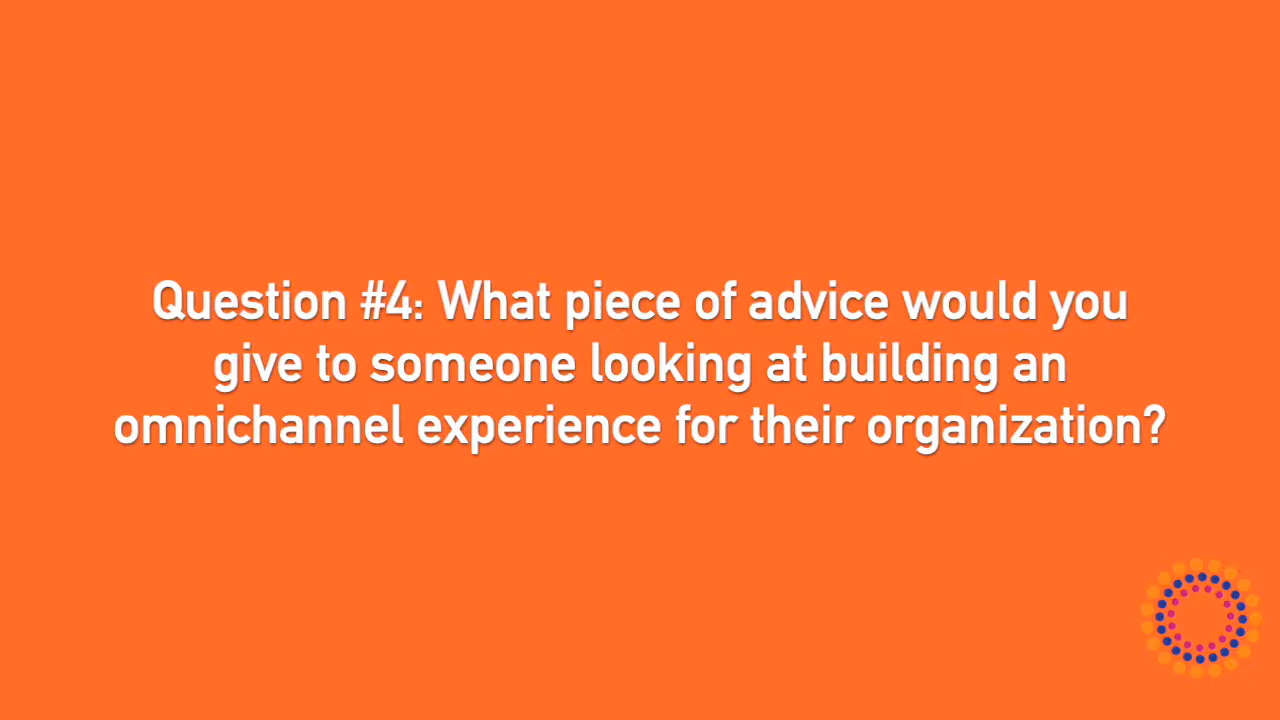 Question #4: What piece of advice would you
give to someone looking at building an
omnichannel experience for their organization?